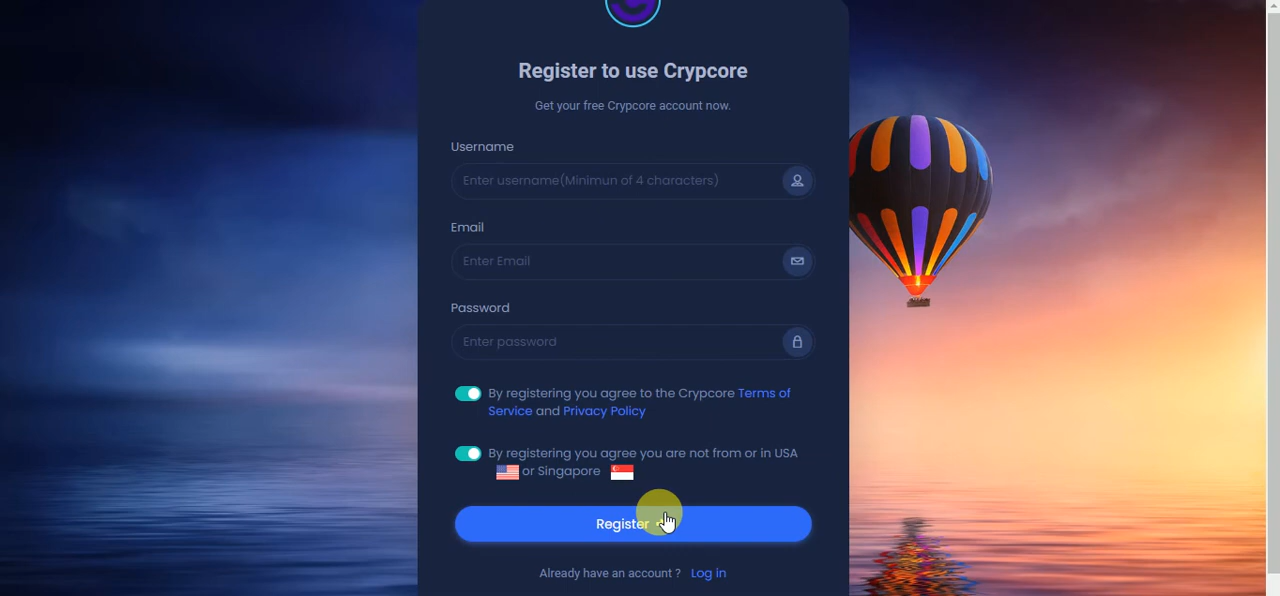 Register to use Crypcore
Get your free Crypcore account now.
Username
Enter username(Minimun of 4 characters)
Email
Enter Email
Password
Enter password
By registering you agree to the Crypcore Terms of
Service and Privacy Policy
By registering you agree you are not from or in USA
or Singapore
Register
Already have an account ? Log in